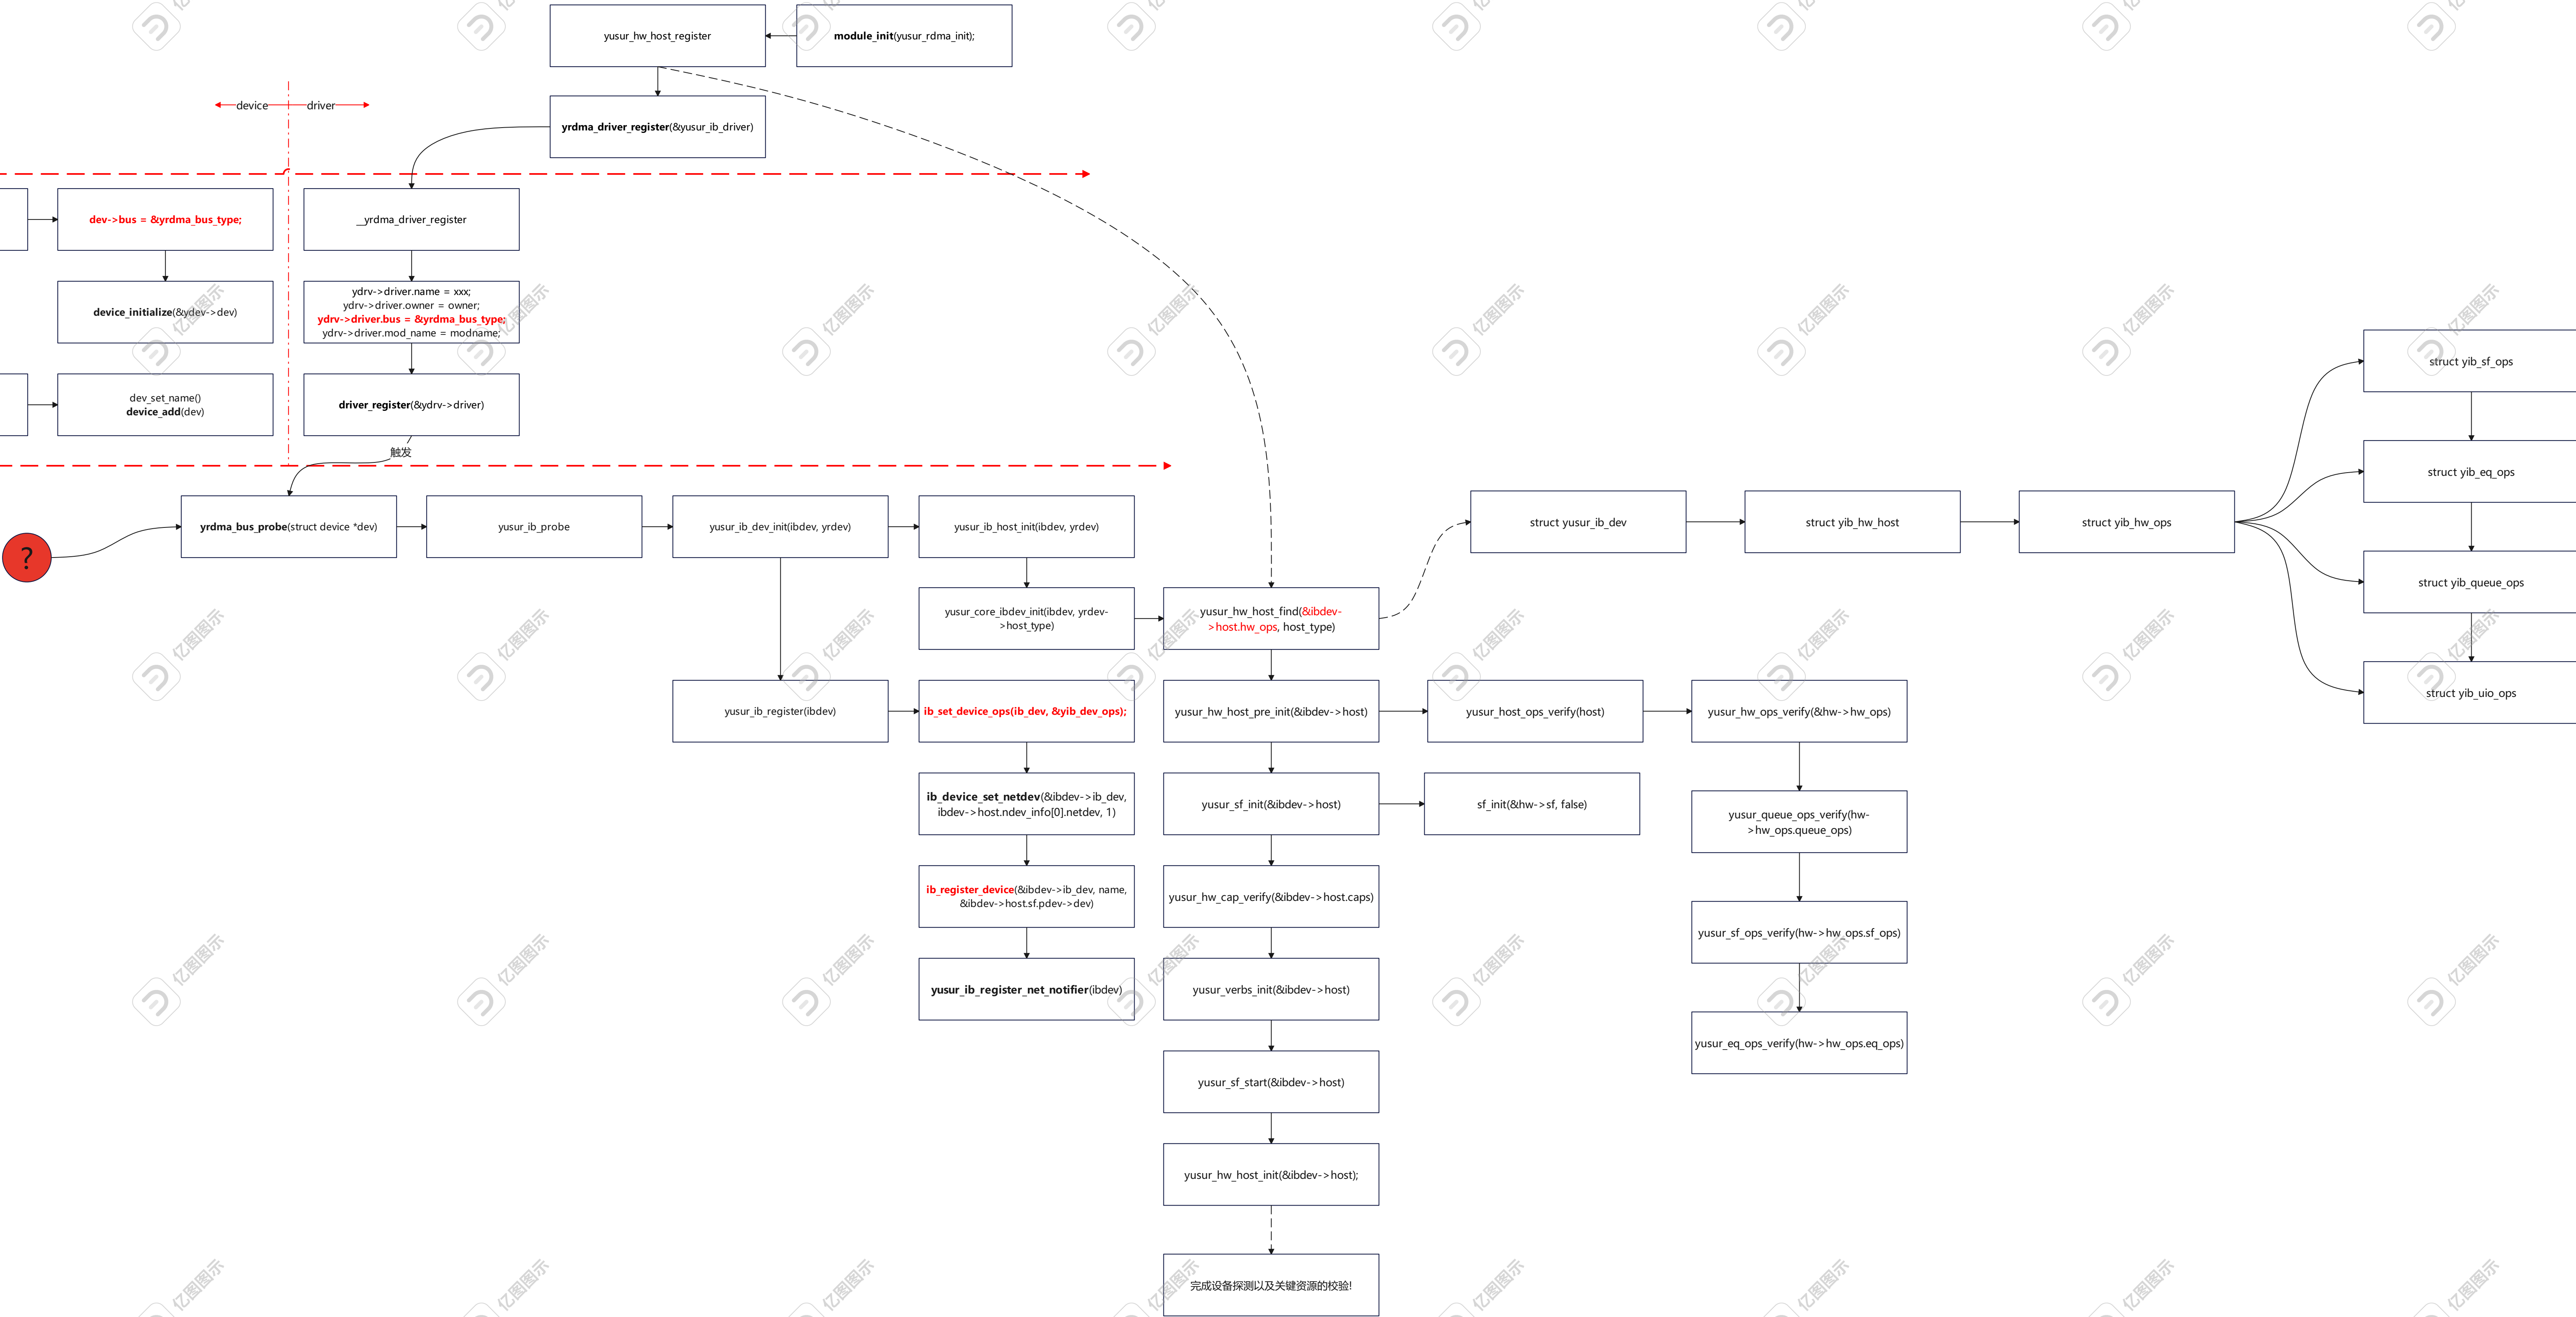 yusur_hw_host_register
module_init(yusur_rdma_init);
device
driver
yrdma_driver_register(&yusur_ib_driver)
dev->bus = &yrdma_bus_type;
__yrdma_driver_register
device_initialize(&ydev->dev)
ydrv->driver.name = xxx;
ydrv->driver.owner = owner;
ydrv->driver.bus = &yrdma_bus_type;
ydrv->driver.mod_name = modname;
dev_set_name()
device_add(dev)
driver_register(&ydrv->driver)
触发
?
yrdma_bus_probe(struct device *dev)
yusur_ib_probe
yusur_ib_dev_init(ibdev, yrdev)
yusur_ib_host_init(ibdev, yrdev)
struct yusur_ib_dev
struct yib_hw_host
struct yib_hw_ops
struct yib_sf_ops
struct yib_eq_ops
struct yib_queue_ops
struct yib_uio_ops
yusur_core_ibdev_init(ibdev, yrdev-
>host_type)
yusur_hw_host_find(&ibdev-
>host.hw_ops, host_type)
yusur_ib_register(ibdev)
ib_set_device_ops(ib_dev, &yib_dev_ops);
yusur_hw_host_pre_init(&ibdev->host)
yusur_host_ops_verify(host)
yusur_hw_ops_verify(&hw->hw_ops)
ib_device_set_netdev(&ibdev->ib_dev,
ibdev->host.ndev_info[0].netdev, 1)
yusur_sf_init(&ibdev->host)
sf_init(&hw->sf, false)
yusur_queue_ops_verify(hw-
>hw_ops.queue_ops)
ib_register_device(&ibdev->ib_dev, name,
&ibdev->host.sf.pdev->dev)
yusur_hw_cap_verify(&ibdev->host.caps)
yusur_sf_ops_verify(hw->hw_ops.sf_ops)
yusur_ib_register_net_notifier(ibdev)
yusur_verbs_init(&ibdev->host)
yusur_eq_ops_verify(hw->hw_ops.eq_ops)
yusur_sf_start(&ibdev->host)
yusur_hw_host_init(&ibdev->host);
完成设备探测以及关键资源的校验!
亿图图示